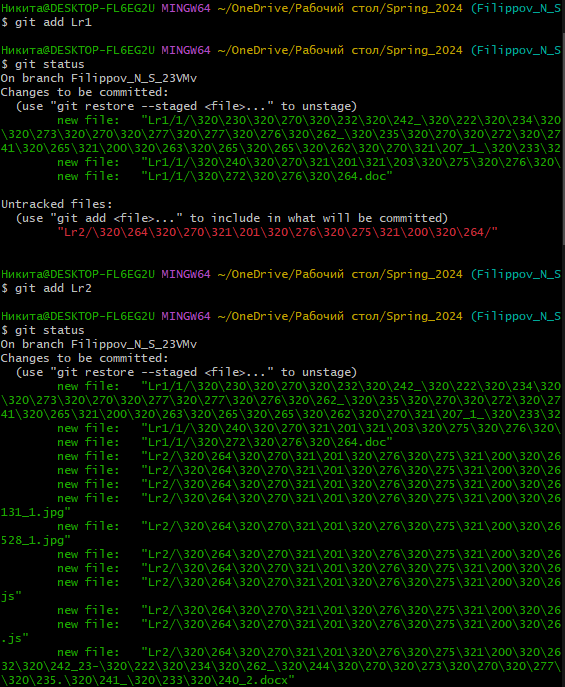 Никита@DESKTOP-FL6EG2U MINGW64 ~/OneDrive/Рабочий стол/Spring_2024 (Filippov_N_S
$ git add Lr1
Никита@DESKTOP-FL6EG2U MINGW64 ~/OneDrive/Рабочий стол/Spring_2024 (Filippov_N_S
$ git status
On branch Filippov_N_S_23VMv
Changes to be committed:
(use "git restore --staged <file>..." to unstage)
new file: "Lr1/1/\320\230\320\270\320\232\320\242_\320\222\320\234\320
\320\273\320\270\320\277\320\277\320\276\320\262_\320\235\320\270\320\272\320\27
41\320\265\321\200\320\263\320\265\320\265\320\262\320\270\321\207_1_\320\233\32
new file: "Lr1/1/\320\240\320\270\321\201\321\203\320\275\320\276\320\
new file: "Lr1/1/\320\272\320\276\320\264.doc"
Untracked files:
(use "git add <file>..." to include in what will be committed)
"Lr2/\320\264\320\270\321\201\320\276\320\275\321\200\320\264/"
Никита@DESKTOP-FL6EG2U MINGW64 ~/OneDrive/Рабочий стол/Spring_2024 (Filippov_N_S
$ git add Lr2
Никита@DESKTOP-FL6EG2U MINGW64 ~/OneDrive/Рабочий стол/Spring_2024 (Filippov_N_S
$ git status
On branch Filippov_N_S_23VMv
Changes to be committed:
(use "git restore --staged <file>..." to unstage)
new file: "Lr1/1/\320\230\320\270\320\232\320\242_\320\222\320\234\320
\320\273\320\270\320\277\320\277\320\276\320\262_\320\235\320\270\320\272\320\27
41\320\265\321\200\320\263\320\265\320\265\320\262\320\270\321\207_1_\320\233\32
new file: "Lr1/1/\320\240\320\270\321\201\321\203\320\275\320\276\320\
new file: "Lr1/1/\320\272\320\276\320\264.doc"
new file: "Lr2/\320\264\320\270\321\201\320\276\320\275\321\200\320\26
new file: "Lr2/\320\264\320\270\321\201\320\276\320\275\321\200\320\26
new file: "Lr2/\320\264\320\270\321\201\320\276\320\275\321\200\320\26
131_1.jpg"
new file: "Lr2/\320\264\320\270\321\201\320\276\320\275\321\200\320\26
528_1.jpg"
new file: "Lr2/\320\264\320\270\321\201\320\276\320\275\321\200\320\26
new file: "Lr2/\320\264\320\270\321\201\320\276\320\275\321\200\320\26
new file: "Lr2/\320\264\320\270\321\201\320\276\320\275\321\200\320\26
js"
new file: "Lr2/\320\264\320\270\321\201\320\276\320\275\321\200\320\26
new file: "Lr2/\320\264\320\270\321\201\320\276\320\275\321\200\320\26
.js"
new file: "Lr2/\320\264\320\270\321\201\320\276\320\275\321\200\320\26
32\320\242_23-\320\222\320\234\320\262_\320\244\320\270\320\273\320\270\320\277\
\320\235.\320\241_\320\233\320\240_2.docx"